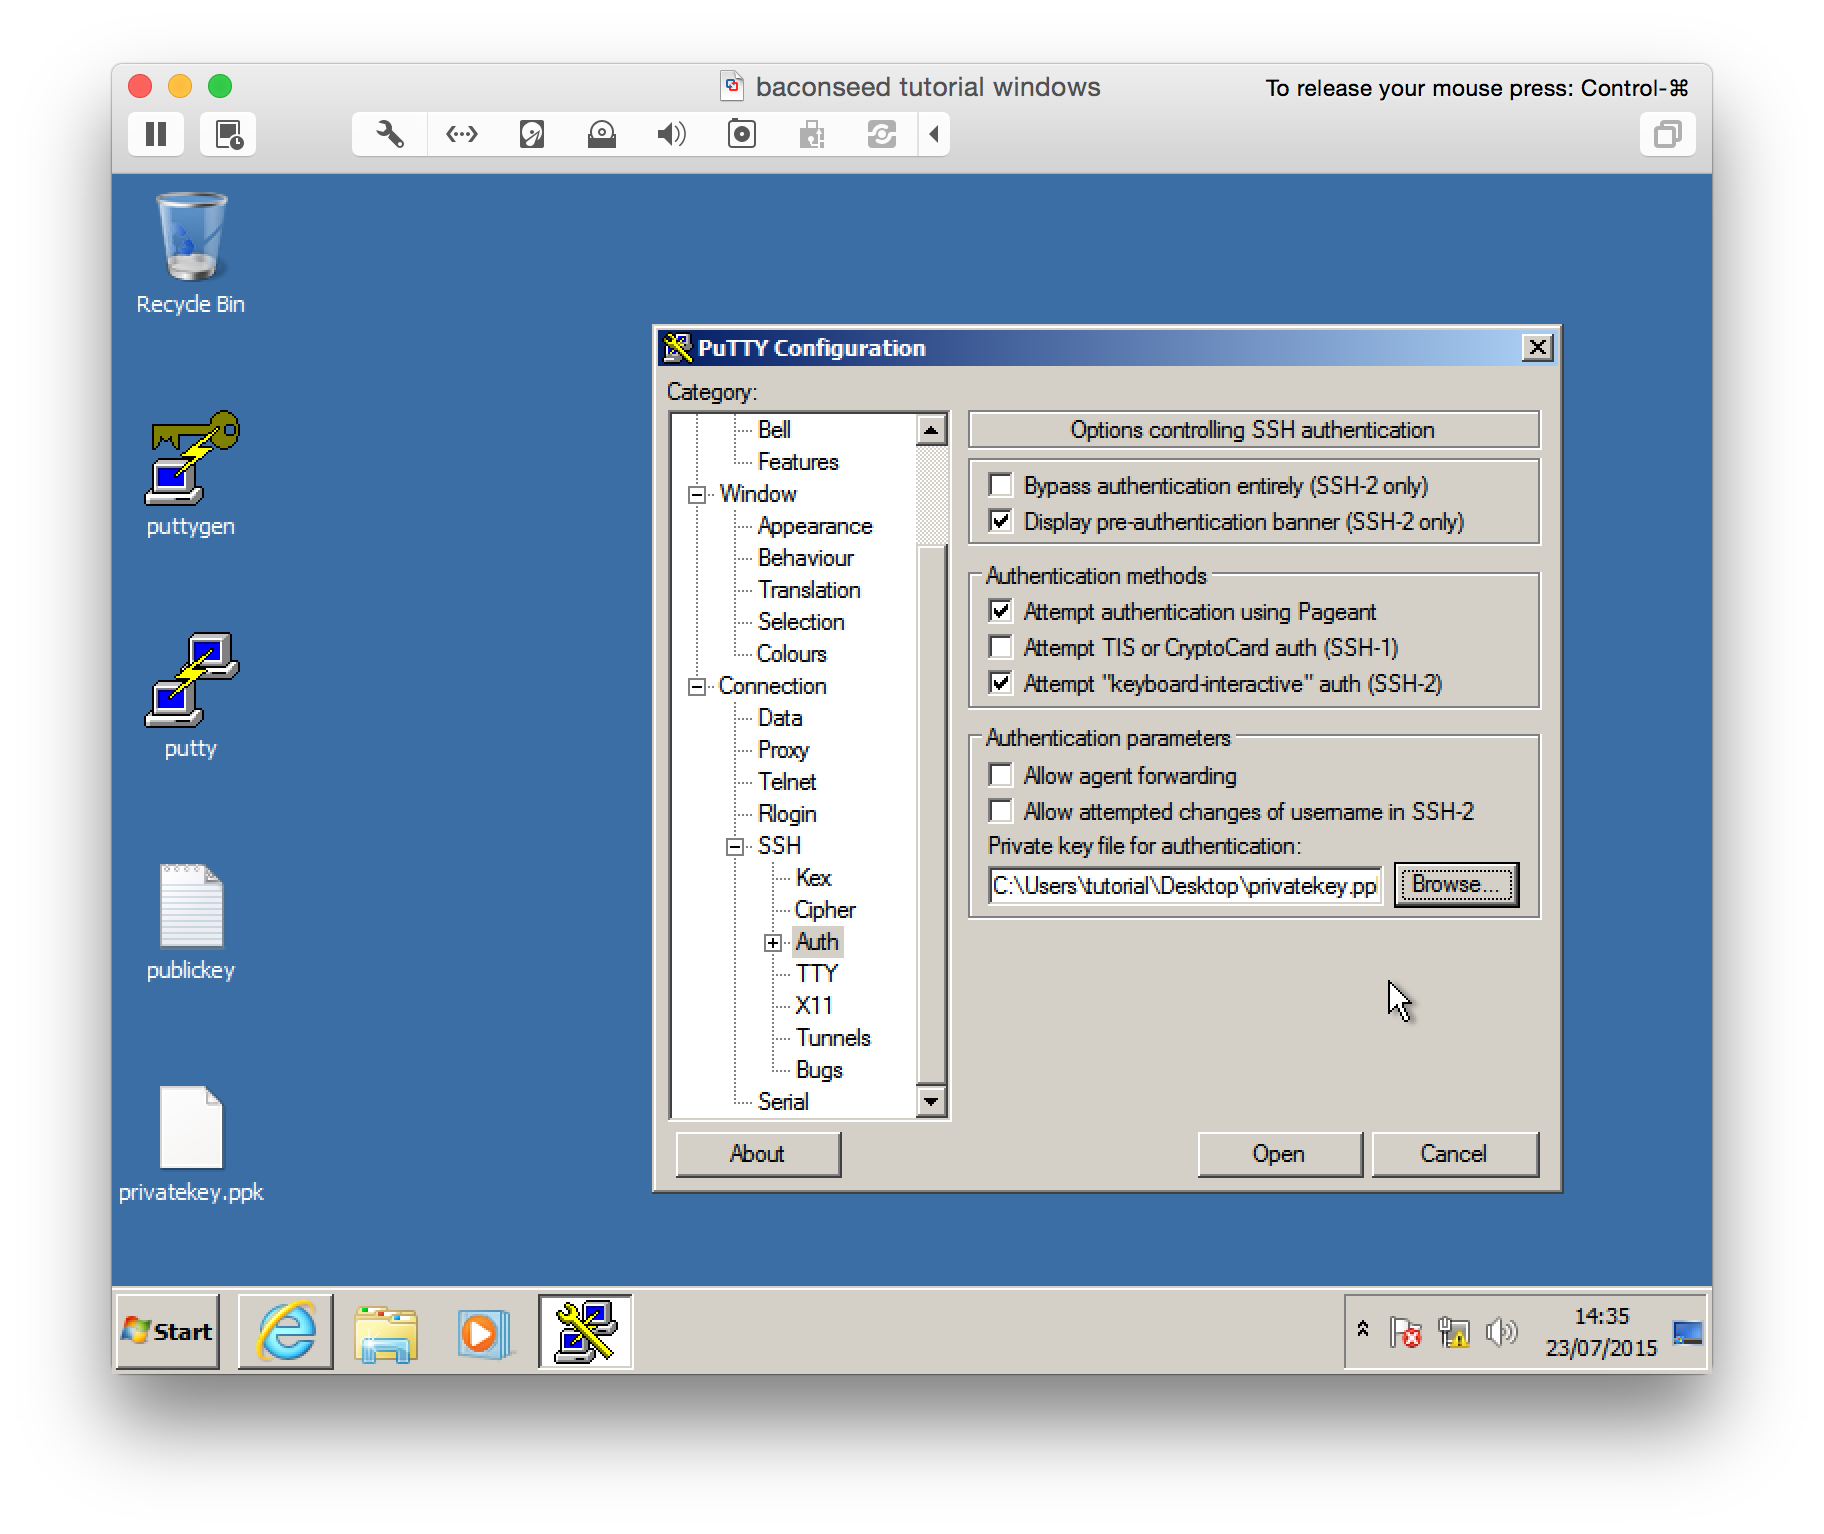 baconseed tutorial windows
To release your mouse press: Control-⌘
Recycle Bin
puttygen
putty
publickey
privatekey.ppk
PuTTY Configuration
Category:
Bell
Features
Window
Appearance
Behaviour
Translation
Selection
Colours
Connection
Data
Proxy
Telnet
Rlogin
SSH
Kex
Cipher
Auth
TTY
X11
Tunnels
Bugs
Serial
Options controlling SSH authentication
Bypass authentication entirely (SSH-2 only)
Display pre-authentication banner (SSH-2 only)
Authentication methods
Attempt authentication using Pageant
Attempt TIS or CryptoCard auth (SSH-1)
Attempt "keyboard-interactive" auth (SSH-2)
Authentication parameters
Allow agent forwarding
Allow attempted changes of username in SSH-2
Private key file for authentication:
C:\Users\tutorial\Desktop\privatekey.pp
Browse...
About
Open
Cancel
Start
14:35
23/07/2015